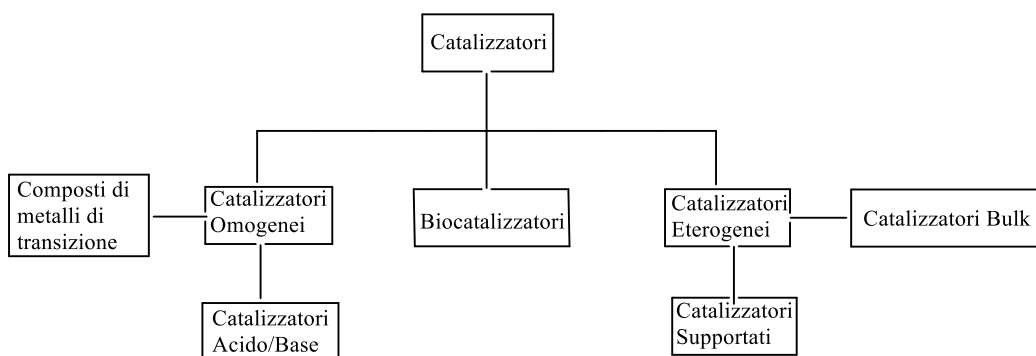 Catalizzatori
Composti di
metalli di
transizione
Catalizzatori
Omogenei
Biocatalizzatori
Catalizzatori
Eterogenei
Catalizzatori Bulk
Catalizzatori
Acido/Base
Catalizzatori
Supportati